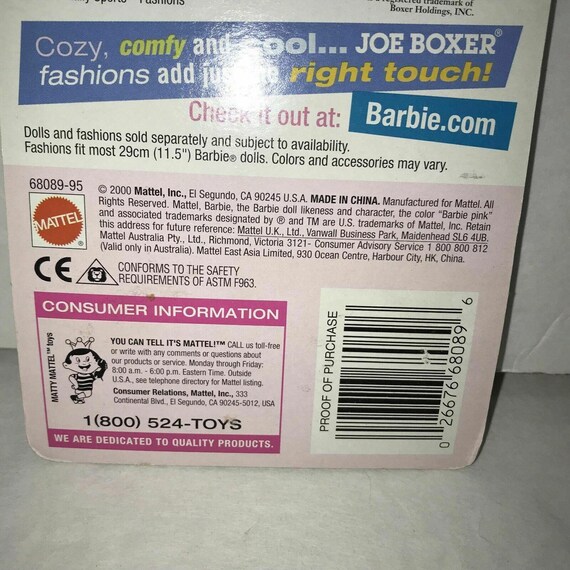 Sports Fashions
registered trademark of
Boxer Holdings, INC.
Cozy, comfy and cool... JOE BOXER®
fashions add just the right touch!
Check it out at: Barbie.com
Dolls and fashions sold separately and subject to availability.
Fashions fit most 29cm (11.5") Barbie® dolls. Colors and accessories may vary.
68089-95
MATTEL
® 
© 2000 Mattel, Inc., El Segundo, CA 90245 U.S.A. MADE IN CHINA. Manufactured for Mattel. All
Rights Reserved. Mattel, Barbie, the Barbie doll likeness and character, the color "Barbie pink"
and associated trademarks designated by ® and TM are U.S. trademarks of Mattel, Inc. Retain
this address for future reference: Mattel U.K., Ltd., Vanwall Business Park, Maidenhead SL6 4UB.
Mattel Australia Pty., Ltd., Richmond, Victoria 3121- Consumer Advisory Service 1 800 800 812
(Valid only in Australia). Mattel East Asia Limited, 930 Ocean Centre, Harbour City, HK, China.
CE
CONFORMS TO THE SAFETY
REQUIREMENTS OF ASTM F963.
CONSUMER INFORMATION
MATTY MATTEL™ toys
YOU CAN TELL IT'S MATTEL!™ CALL us toll-free
or write with any comments or questions about
our products or service. Monday through Friday:
8:00 a.m. - 6:00 p.m. Eastern Time. Outside
U.S.A., see telephone directory for Mattel listing.
Consumer Relations, Mattel, Inc., 333
Continental Blvd., El Segundo, CA 90245-5012, USA
1(800) 524-TOYS
WE ARE DEDICATED TO QUALITY PRODUCTS.
PROOF OF PURCHASE
0 26676 68089 6